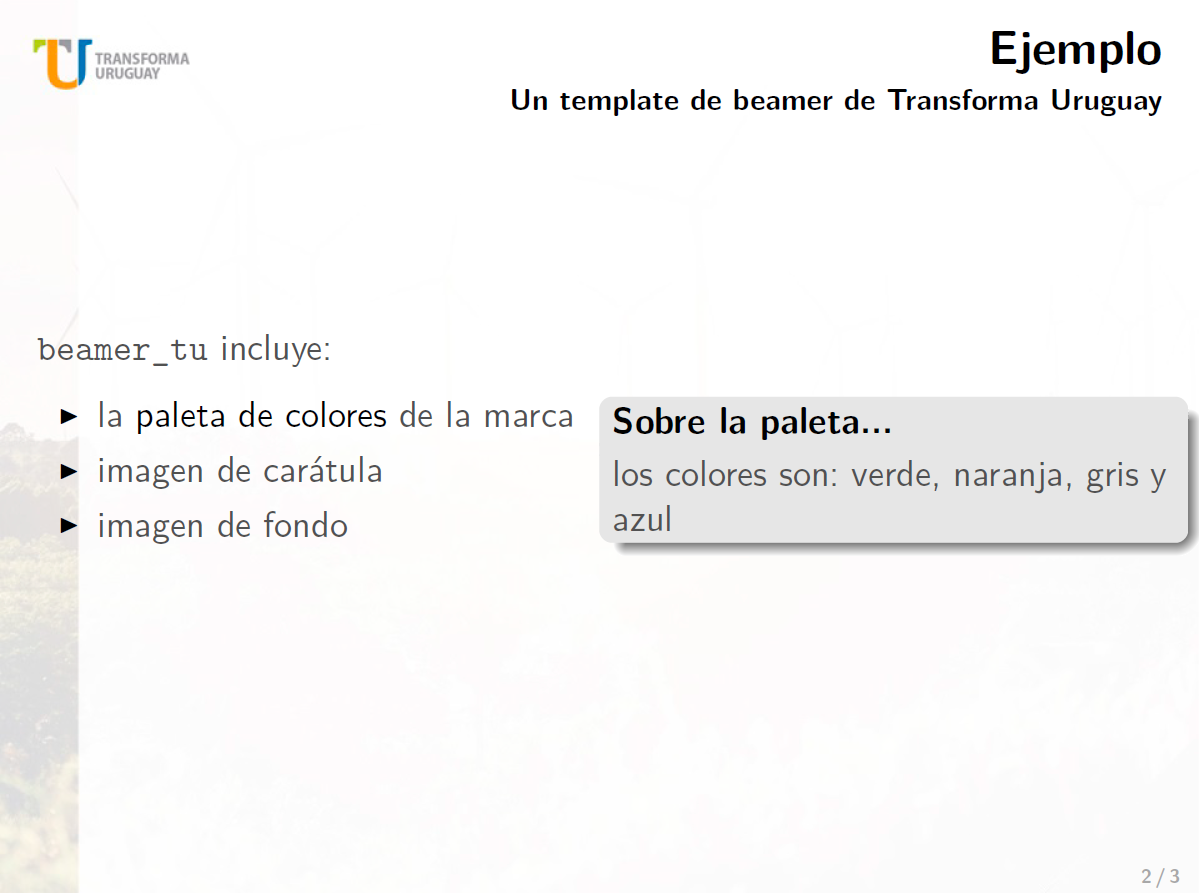 TRANSFORMA
URUGUAY
Ejemplo
Un template de beamer de Transforma Uruguay
beamer_tu incluye:
▶ la paleta de colores de la marca
▶ imagen de carátula
▶ imagen de fondo
Sobre la paleta...
los colores son: verde, naranja, gris y
azul
2 / 3